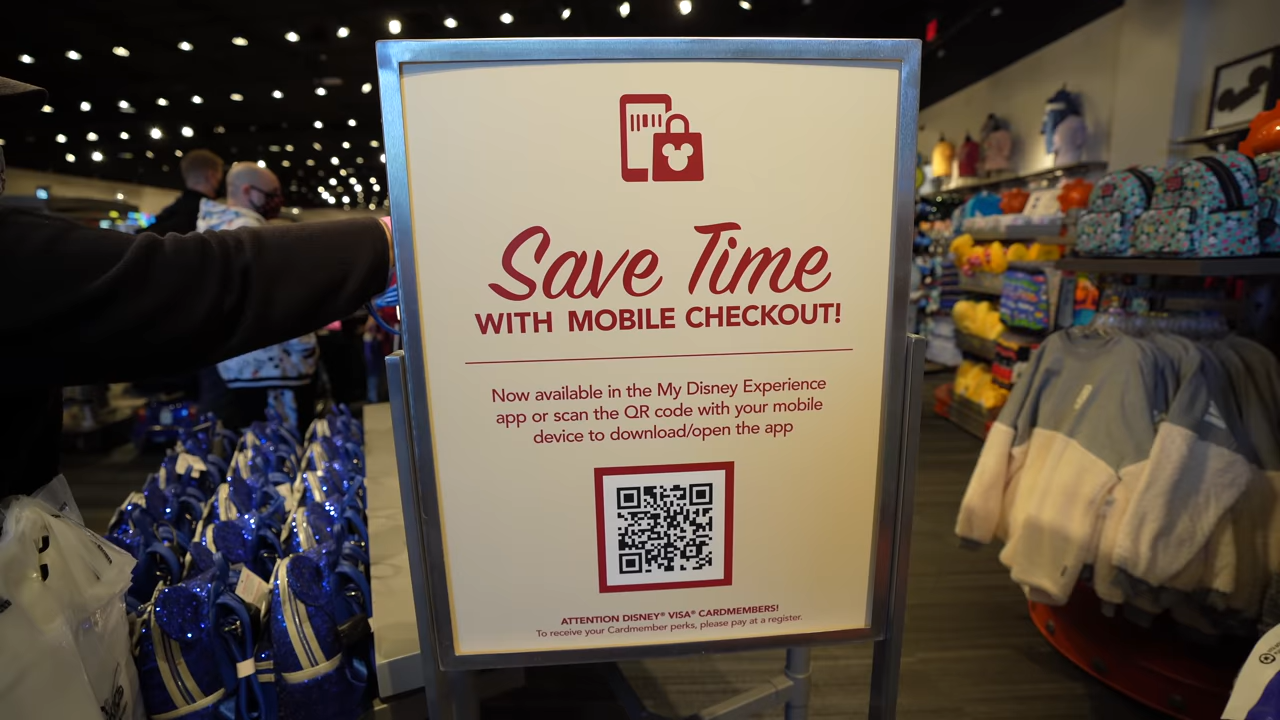 Save Time
WITH MOBILE CHECKOUT!
Now available in the My Disney Experience
app or scan the QR code with your mobile
device to download/open the app
ATTENTION DISNEY® VISA® CARDMEMBERS!
To receive your Cardmember perks, please pay at a register.